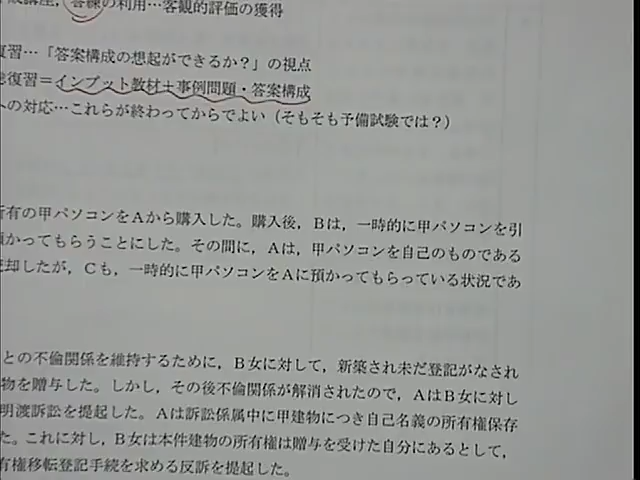 講座，答練の利用…客観的評価の獲得
復習…「答案構成の想起ができるか？」の視点
復習＝インプット教材＋事例問題・答案構成
への対応…これらが終わってからでよい（そもそも予備試験では？）
所有の甲パソコンをＡから購入した。購入後，Ｂは，一時的に甲パソコンを引
預かってもらうことにした。その間に，Ａは，甲パソコンを自己のものである
売却したが，Ｃも，一時的に甲パソコンをＡに預かってもらっている状況であ
との不倫関係を維持するために，Ｂ女に対して，新築され未だ登記がなされ
物を贈与した。しかし，その後不倫関係が解消されたので，ＡはＢ女に対し
明渡訴訟を提起した。Ａは訴訟係属中に甲建物につき自己名義の所有権保存
た。これに対し，Ｂ女は本件建物の所有権は贈与を受けた自分にあるとして，
有権移転登記手続を求める反訴を提起した。